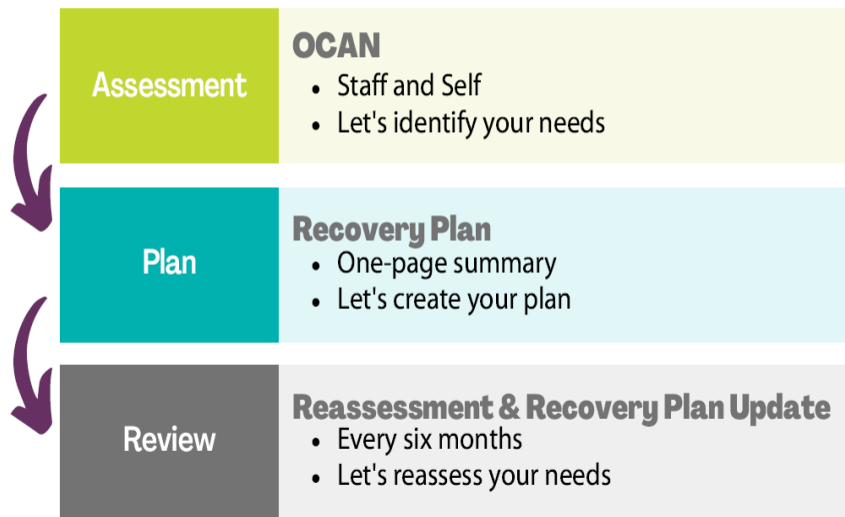 Assessment
OCAN
• Staff and Self
• Let's identify your needs
Plan
Recovery Plan
• One-page summary
• Let's create your plan
Review
Reassessment & Recovery Plan Update
• Every six months
• Let's reassess your needs